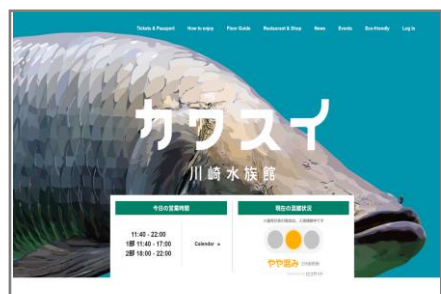 Tickets & Passport How to enjoy Floor Guide Restaurant & Shop News Events Eco-friendly Log In
カワスイ
川崎水族館
今日の営業時間
現在の混雑状況
11:40 - 22:00
1部 11:40 - 17:00
2部 18:00 - 22:00
Calendar
やや混み